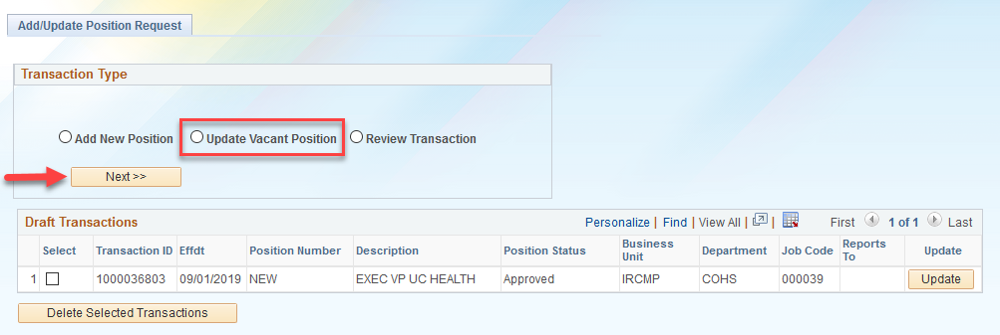 Add/Update Position Request
Transaction Type
Add New Position Update Vacant Position Review Transaction
Next >>
Draft Transactions Personalize | Find | View All | | First 1 of 1 Last
Select Transaction ID Effdt Position Number Description Position Status Business Unit Department Job Code Reports To Update
1 1000036803 09/01/2019 NEW EXEC VP UC HEALTH Approved IRCMP COHS 000039 Update
Delete Selected Transactions